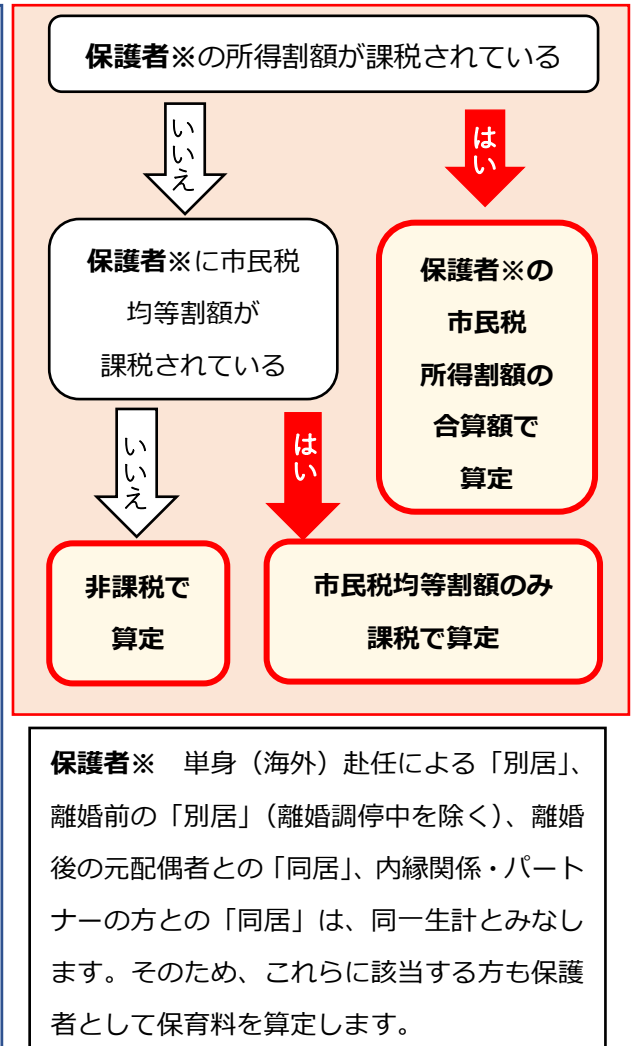 保護者※の所得割額が課税されている
いいえ
はい
保護者※に市民税
均等割額が
課税されている
保護者※の
市民税
所得割額の
合算額で
算定
いいえ
はい
非課税で
算定
市民税均等割額のみ
課税で算定
保護者※　単身（海外）赴任による「別居」、
離婚前の「別居」（離婚調停中を除く）、離婚
後の元配偶者との「同居」、内縁関係・パート
ナーの方との「同居」は、同一生計とみなし
ます。そのため、これらに該当する方も保護
者として保育料を算定します。